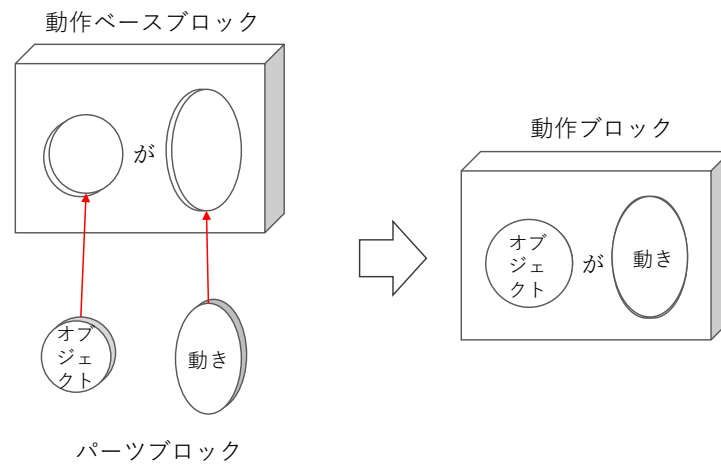 動作ベースブロック
が
オブ
ジェ
クト
動き
パーツブロック
動作ブロック
オブ
ジェ
クト
が
動き